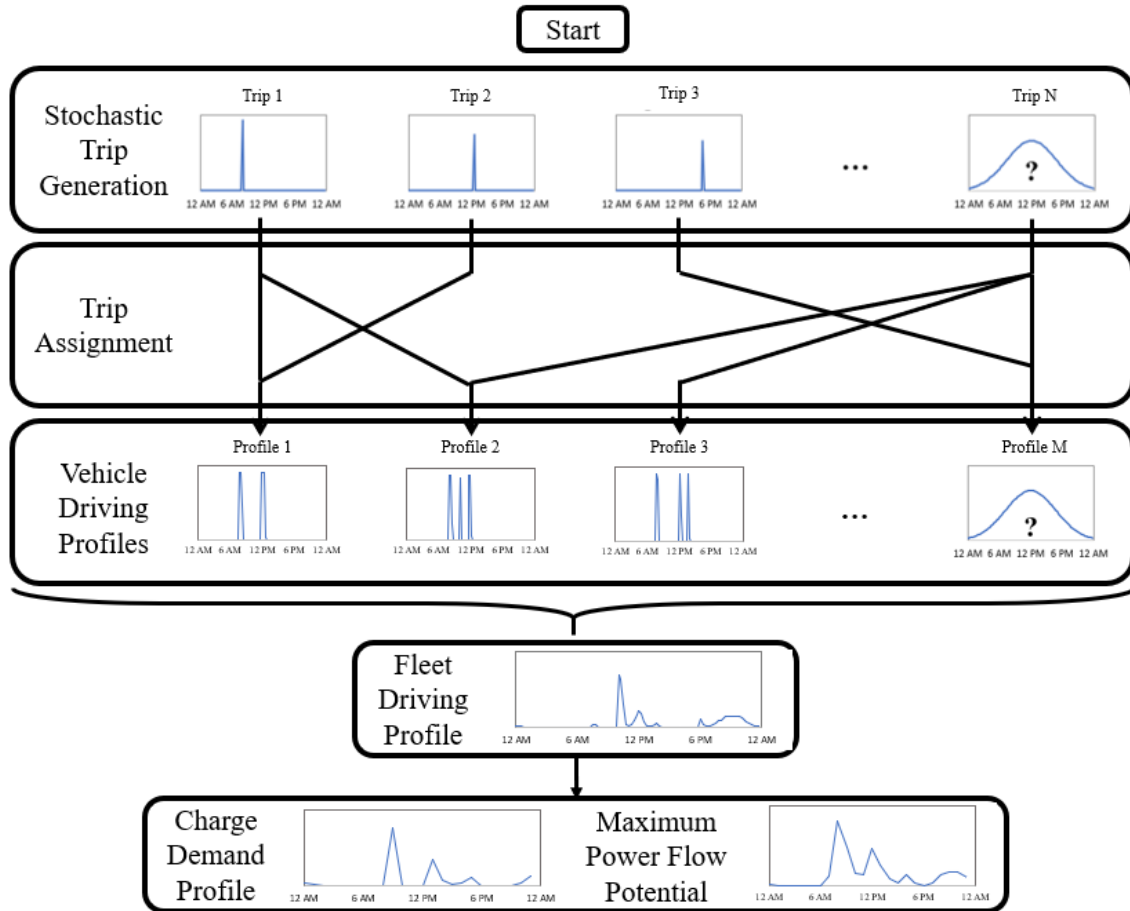 Start
Stochastic
Trip
Generation
Trip 1
Trip 2
Trip 3
Trip N
...
?
12 AM 6 AM 12 PM 6 PM 12 AM
12 AM 6 AM 12 PM 6 PM 12 AM
12 AM 6 AM 12 PM 6 PM 12 AM
12 AM 6 AM 12 PM 6 PM 12 AM
Trip
Assignment
Vehicle
Driving
Profiles
Profile 1
Profile 2
Profile 3
Profile M
...
?
12 AM 6 AM 12 PM 6 PM 12 AM
12 AM 6 AM 12 PM 6 PM 12 AM
12 AM 6 AM 12 PM 6 PM 12 AM
12 AM 6 AM 12 PM 6 PM 12 AM
Fleet
Driving
Profile
12 AM 6 AM 12 PM 6 PM 12 AM
Charge
Demand
Profile
12 AM 6 AM 12 PM 6 PM 12 AM
Maximum
Power Flow
Potential
12 AM 6 AM 12 PM 6 PM 12 AM